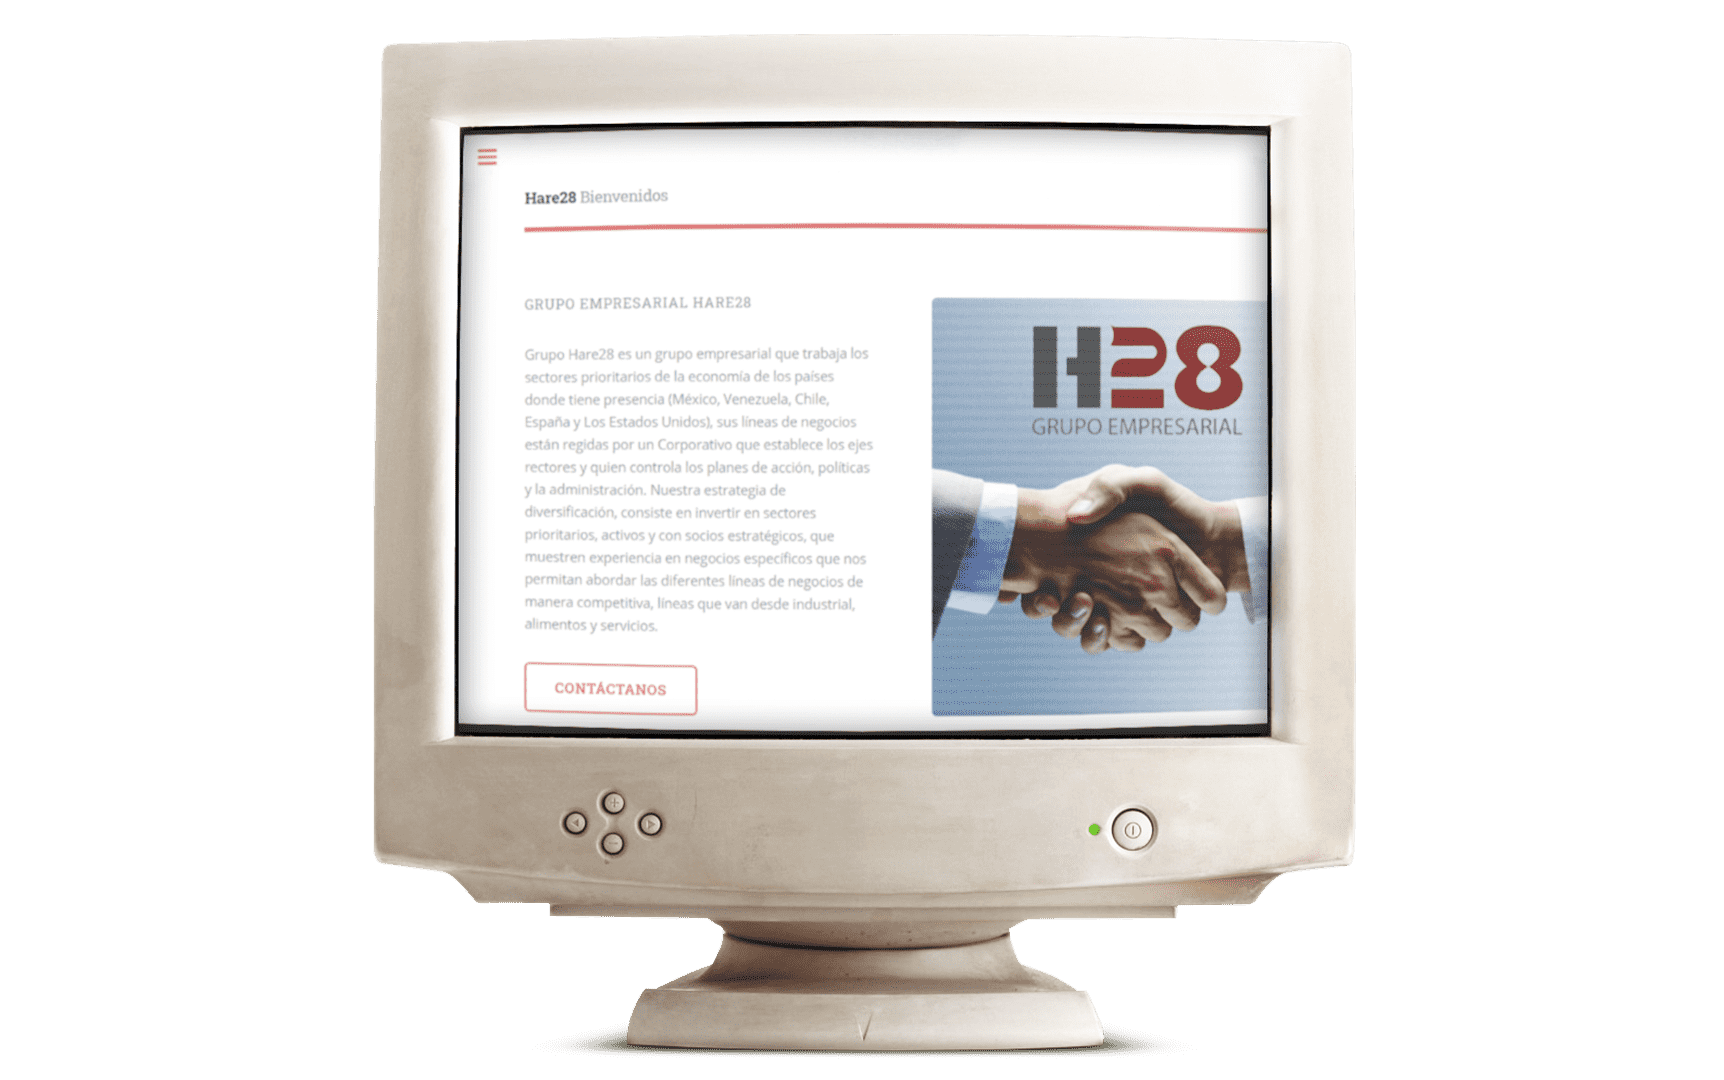 Hare28 Bienvenidos
GRUPO EMPRESARIAL HARE28
Grupo Hare28 es un grupo empresarial que trabaja los
sectores prioritarios de la economía de los países
donde tiene presencia (México, Venezuela, Chile,
España y Los Estados Unidos), sus líneas de negocios
están regidas por un Corporativo que establece los ejes
rectores y quien controla los planes de acción, políticas
y la administración. Nuestra estrategia de
diversificación, consiste en invertir en sectores
prioritarios, activos y con socios estratégicos, que
muestren experiencia en negocios específicos que nos
permitan abordar las diferentes líneas de negocios de
manera competitiva, líneas que van desde industrial,
alimentos y servicios.
CONTÁCTANOS
H28
GRUPO EMPRESARIAL